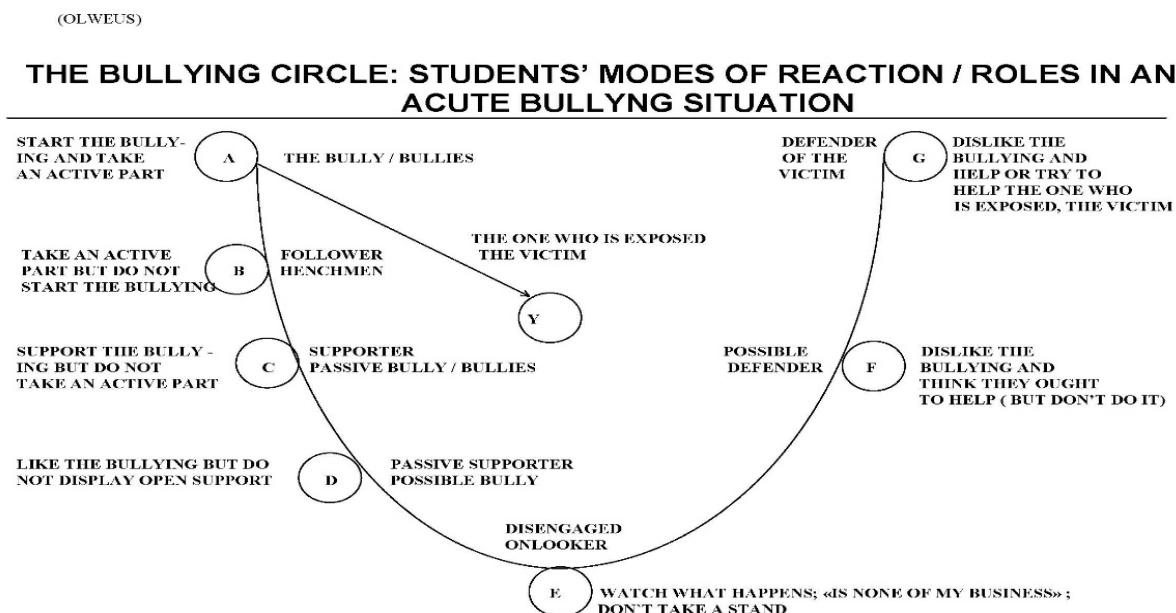 (OLWEUS)
THE BULLYING CIRCLE: STUDENTS’ MODES OF REACTION / ROLES IN AN
ACUTE BULLYNG SITUATION
START THE BULLY-
ING AND TAKE
AN ACTIVE PART
A
THE BULLY / BULLIES
DEFENDER
OF THE
VICTIM
G
DISLIKE THE
BULLYING AND
HELP OR TRY TO
HELP THE ONE WHO
IS EXPOSED, THE VICTIM
TAKE AN ACTIVE
PART BUT DO NOT
START THE BULLYING
B
FOLLOWER
HENCHMEN
THE ONE WHO IS EXPOSED
THE VICTIM
Y
SUPPORT THE BULLY -
ING BUT DO NOT
TAKE AN ACTIVE PART
C
SUPPORTER
PASSIVE BULLY / BULLIES
POSSIBLE
DEFENDER
F
DISLIKE THE
BULLYING AND
THINK THEY OUGHT
TO HELP ( BUT DON’T DO IT)
LIKE THE BULLYING BUT DO
NOT DISPLAY OPEN SUPPORT
D
PASSIVE SUPPORTER
POSSIBLE BULLY
DISENGAGED
ONLOOKER
E
WATCH WHAT HAPPENS; «IS NONE OF MY BUSINESS» ;
DON’T TAKE A STAND